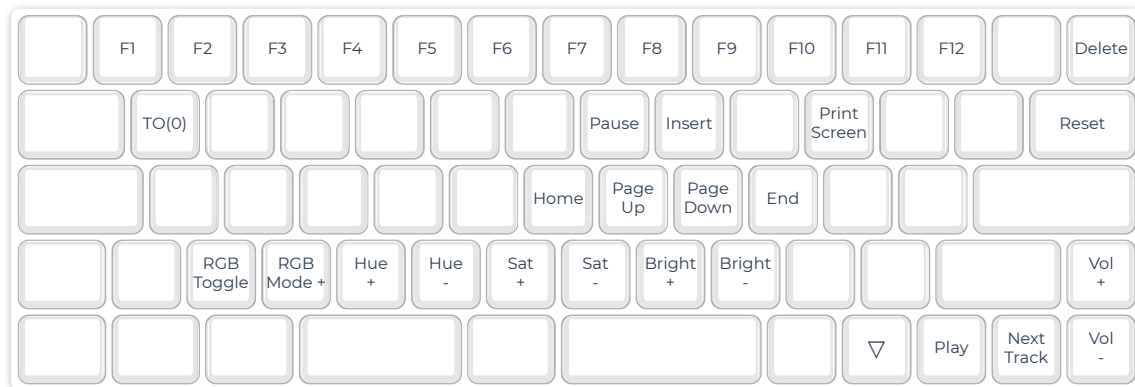 F1 F2 F3 F4 F5 F6 F7 F8 F9 F10 F11 F12 Delete
TO(0) Pause Insert Print Screen Reset
Home Page Up Page Down End
RGB Toggle RGB Mode + Hue + Hue - Sat + Sat - Bright + Bright - Vol +
▽ Play Next Track Vol -